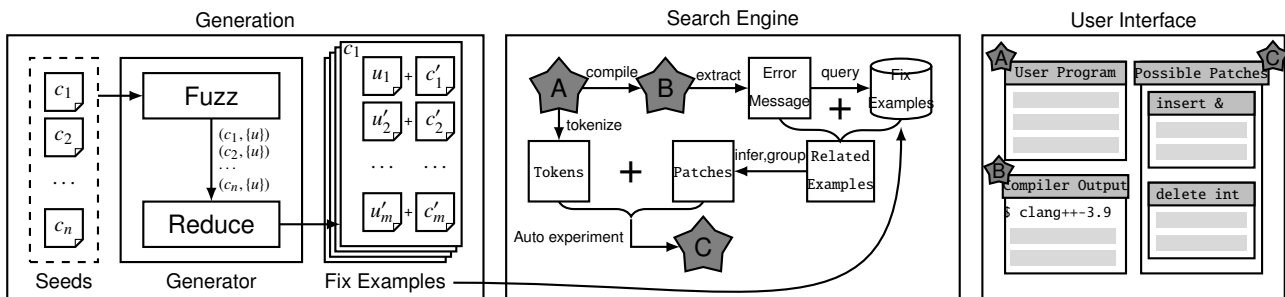 Generation
c1
c2
...
cn
Seeds
Fuzz
(c1, {u})
(c2, {u})
...
(cn, {u})
Reduce
Generator
c1
u1 + c′1
u′2 + c′2
... ...
u′m + c′m
Fix Examples
Search Engine
A
compile
B
extract
Error
Message
query
Fix
Examples
+
tokenize
Tokens
+
Patches
infer,group
Related
Examples
Auto experiment
C
User Interface
A
User Program
B
Compiler Output
$ clang++-3.9
C
Possible Patches
insert &
delete int